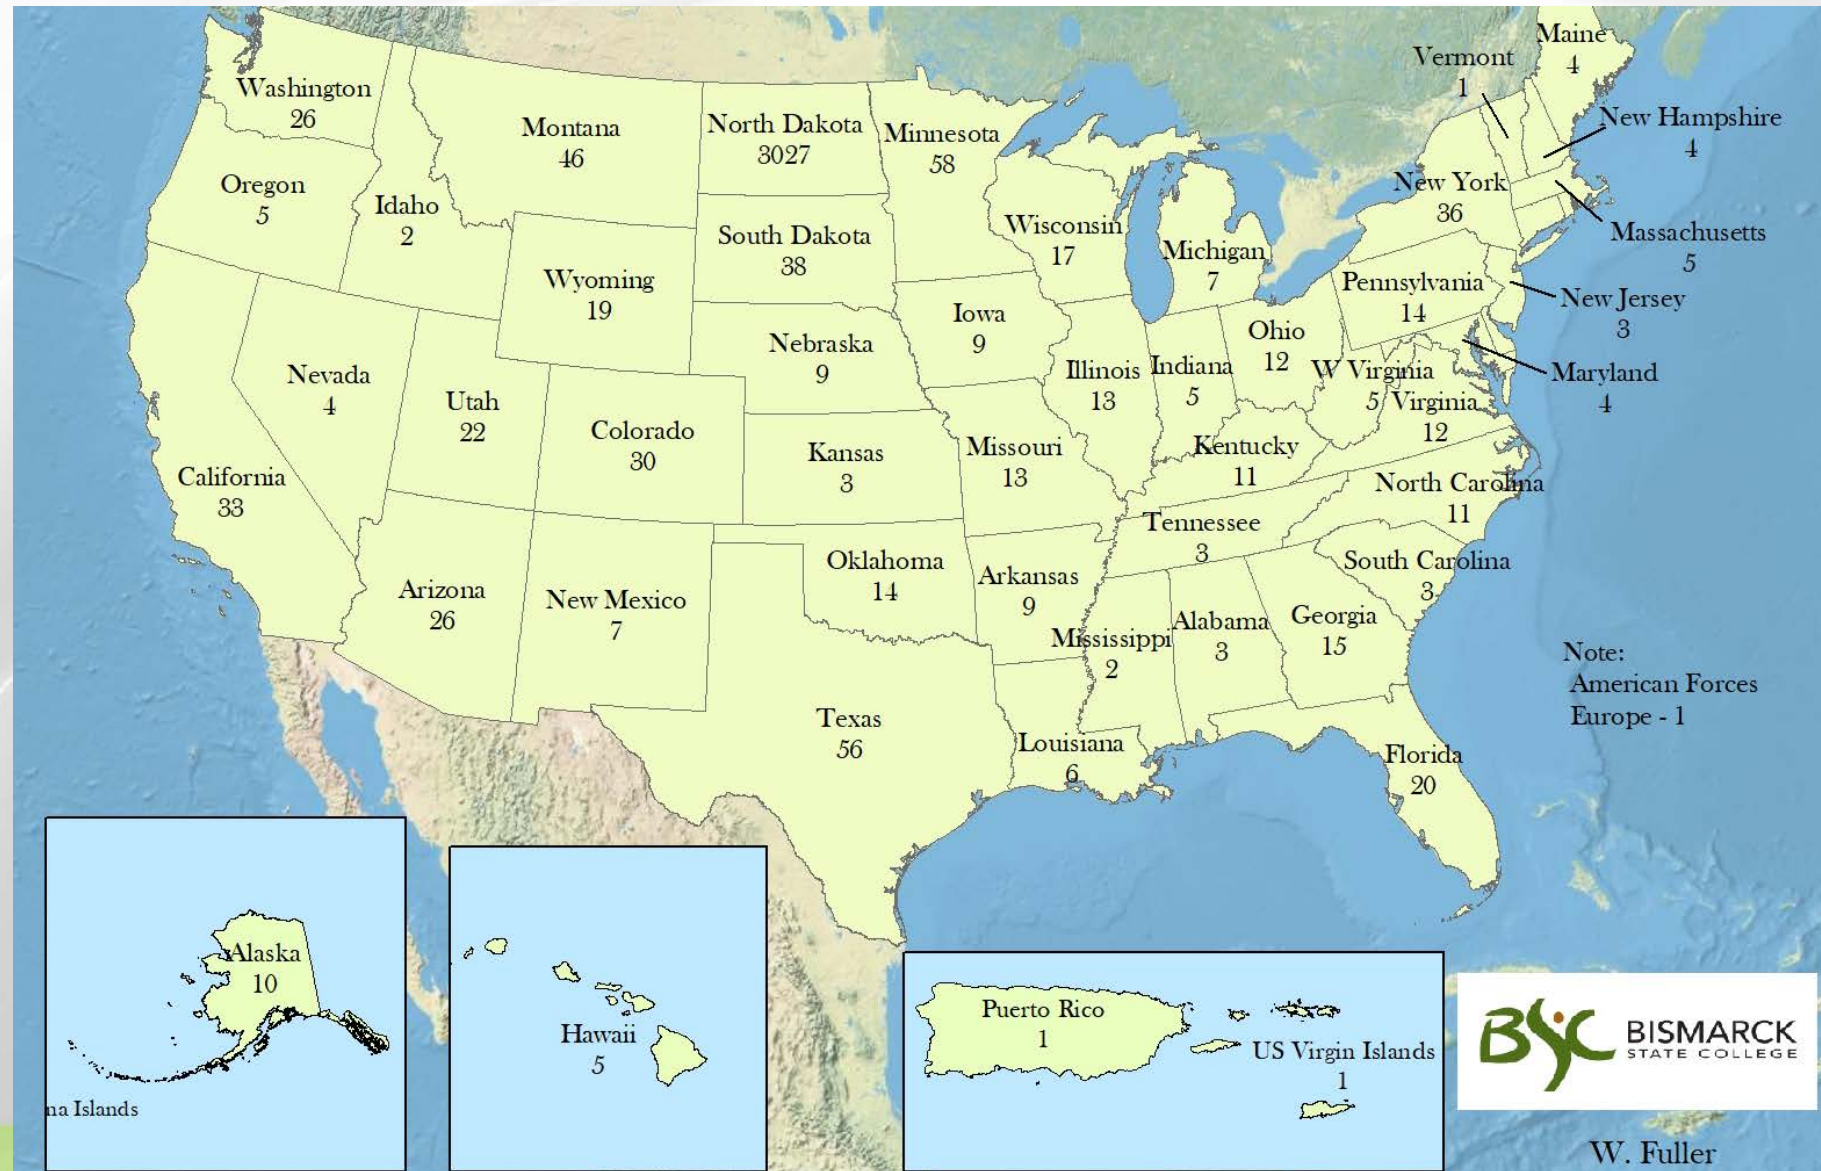 Maine
4
Vermont
1
Washington
26
Montana
46
North Dakota
3027
Minnesota
58
New Hampshire
4
Oregon
5
Idaho
2
New York
36
Wisconsin
17
Michigan
7
South Dakota
38
Massachusetts
5
Wyoming
19
Pennsylvania
14
New Jersey
3
Iowa
9
Ohio
12
Nebraska
9
Nevada
4
Utah
22
Illinois
13
Indiana
5
W Virginia
5
Maryland
4
Virginia
12
Colorado
30
Kansas
3
Missouri
13
Kentucky
11
California
33
North Carolina
11
Tennessee
3
Oklahoma
14
Arkansas
9
South Carolina
3
Arizona
26
New Mexico
7
Mississippi
2
Alabama
3
Georgia
15
Note:
American Forces
Europe - 1
Texas
56
Louisiana
6
Florida
20
Alaska
10
na Islands
Hawaii
5
Puerto Rico
1
US Virgin Islands
1
BSC BISMARCK
STATE COLLEGE
W. Fuller